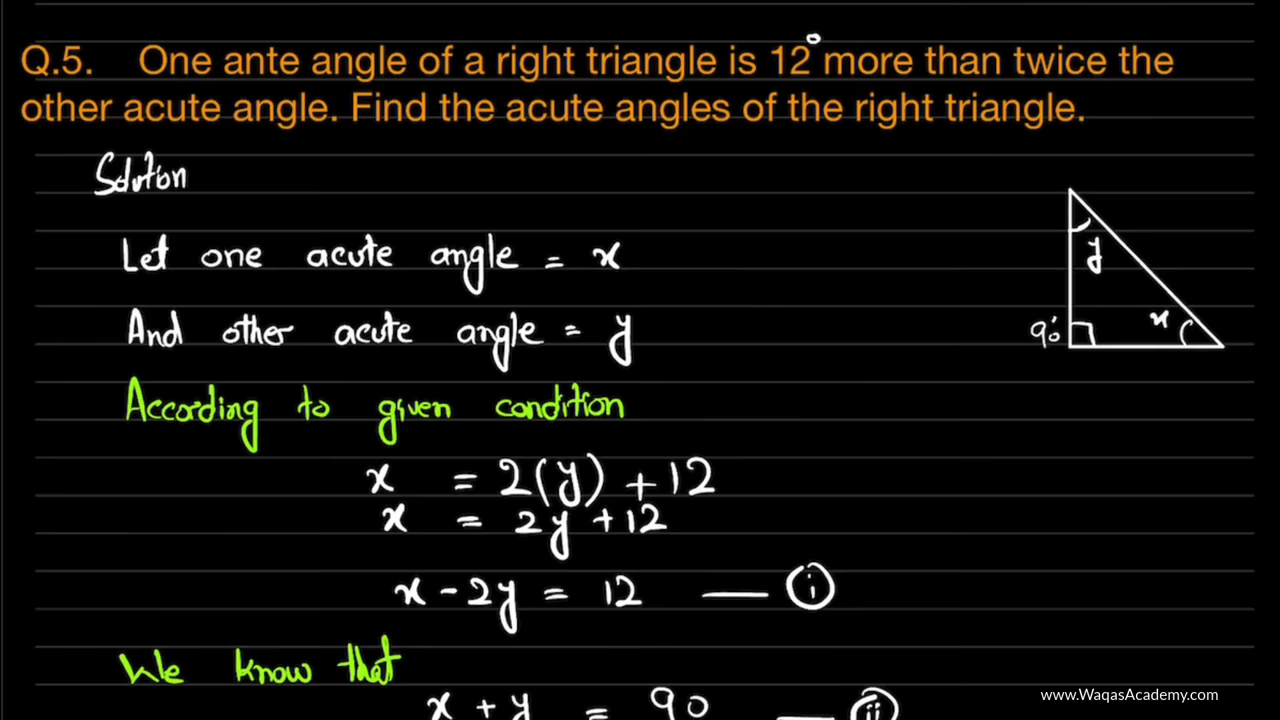 Q.5. One ante angle of a right triangle is 12° more than twice the
other acute angle. Find the acute angles of the right triangle.
Solution
Let one acute angle = x
And other acute angle = y
According to given condition
x = 2(y) + 12
x = 2y + 12
x - 2y = 12 — (i)
We know that
x + y = 90 — (ii)
y
x
90°
www.WaqasAcademy.com